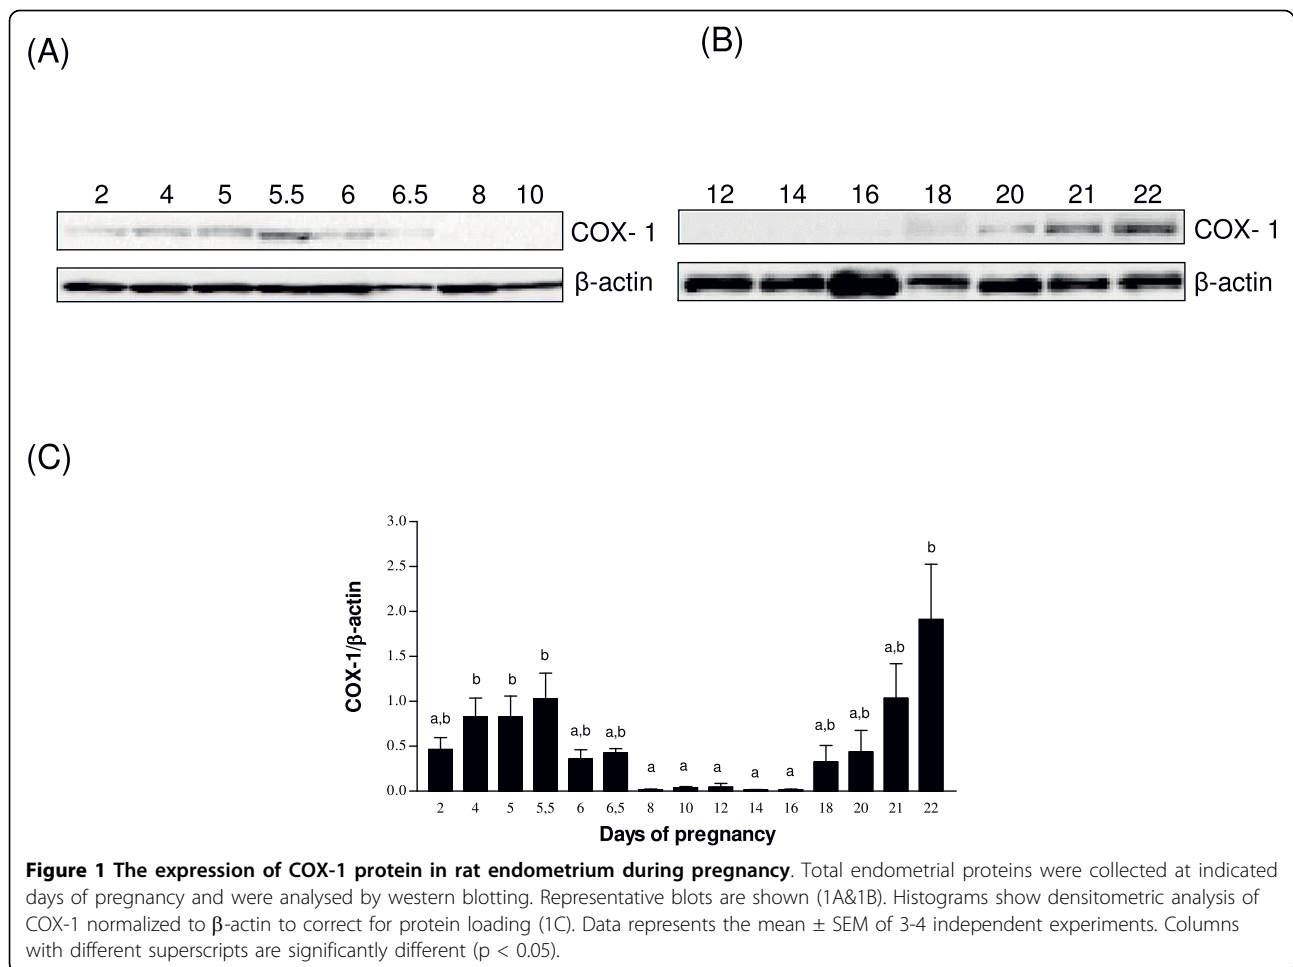 (A)
(B)
2 4 5 5.5 6 6.5 8 10
COX- 1
β-actin
12 14 16 18 20 21 22
COX- 1
β-actin
(C)
3.0
2.5
2.0
1.5
1.0
0.5
0.0
COX-1/β-actin
a,b b b b a,b a,b a a a a a a,b a,b a,b b
2 4 5 5,5 6 6,5 8 10 12 14 16 18 20 21 22
Days of pregnancy
Figure 1 The expression of COX-1 protein in rat endometrium during pregnancy. Total endometrial proteins were collected at indicated
days of pregnancy and were analysed by western blotting. Representative blots are shown (1A&1B). Histograms show densitometric analysis of
COX-1 normalized to β-actin to correct for protein loading (1C). Data represents the mean ± SEM of 3-4 independent experiments. Columns
with different superscripts are significantly different (p < 0.05).